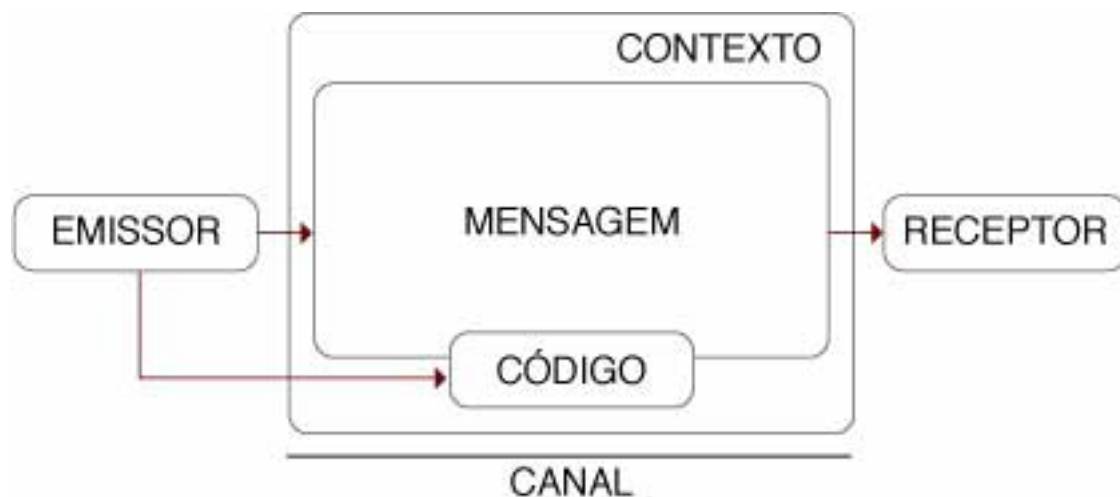 CONTEXTO
EMISSOR
MENSAGEM
RECEPTOR
CÓDIGO
CANAL